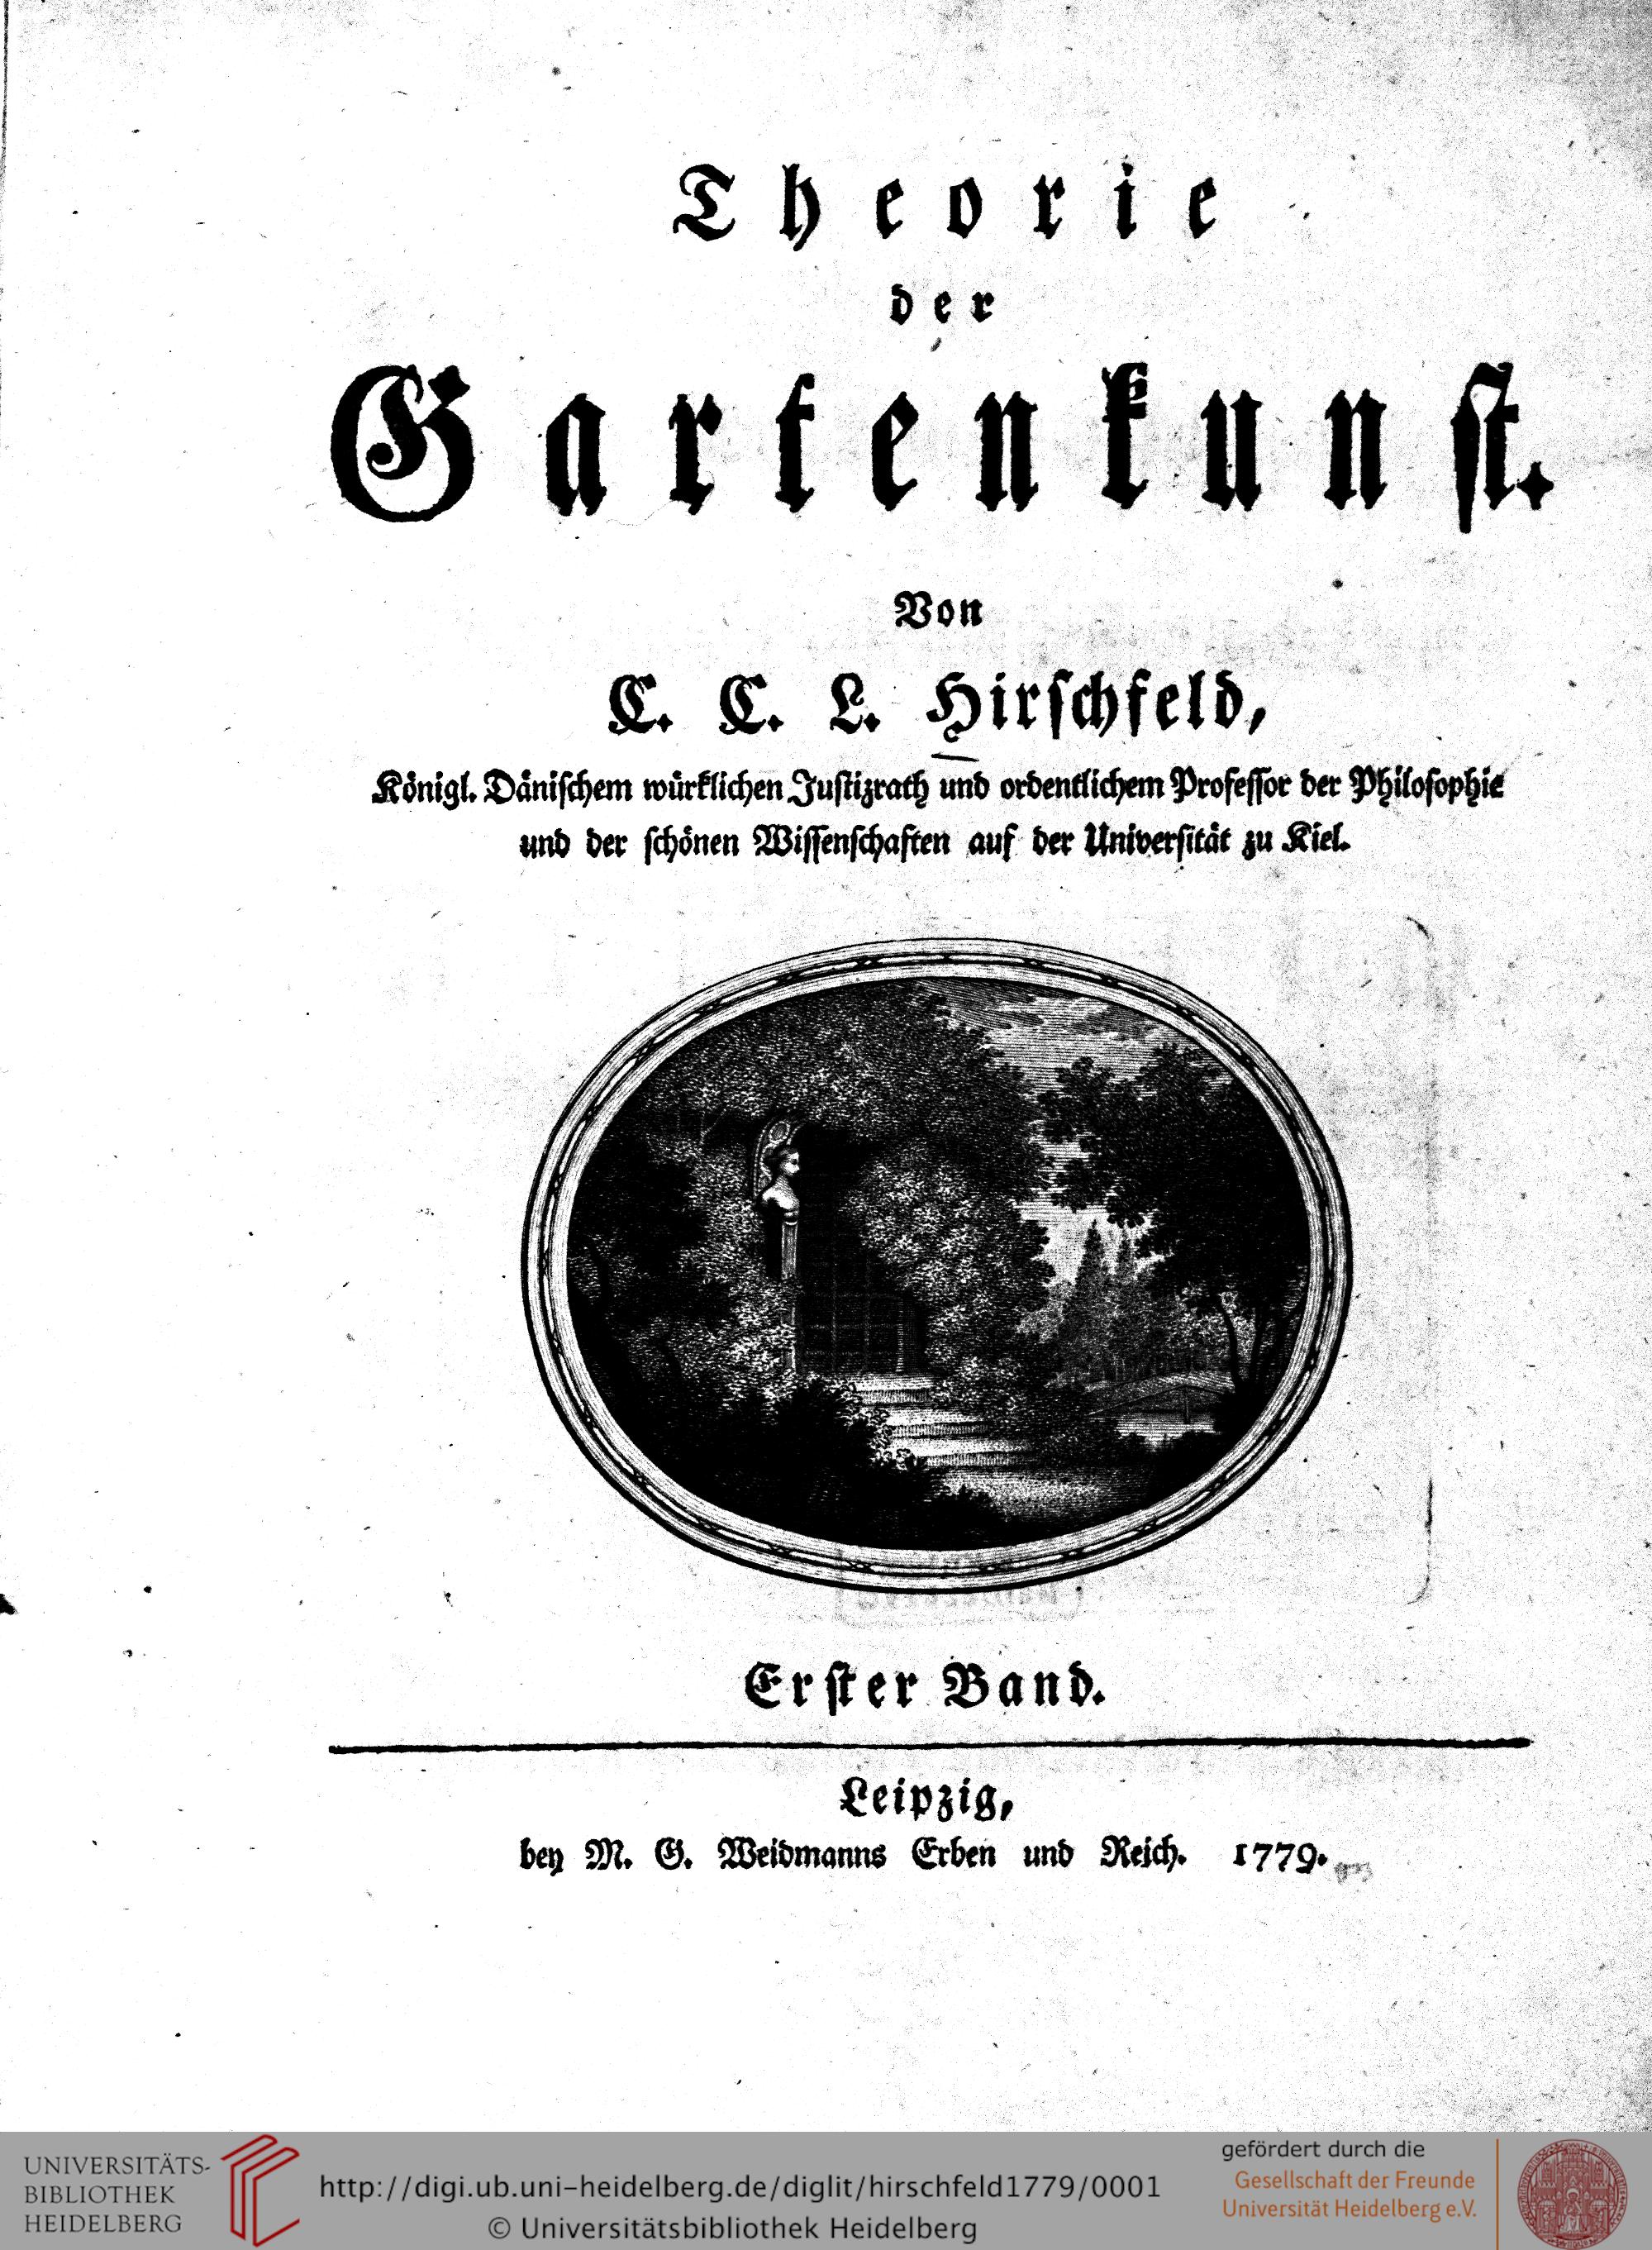 Theorie
der
Gartenkunst.
Von
C. C. L. Hirschfeld,
Königl. Dänischem würklichen Justizrath und ordentlichem Professor der Philosophie
und der schönen Wissenschaften auf der Universität zu Kiel.
Erster Band.
Leipzig,
bey M. G. Weidmanns Erben und Reich. 1779.
UNIVERSITÄTS-
BIBLIOTHEK
HEIDELBERG
http://digi.ub.uni-heidelberg.de/diglit/hirschfeld1779/0001
© Universitätsbibliothek Heidelberg
gefördert durch die
Gesellschaft der Freunde
Universität Heidelberg e.V.